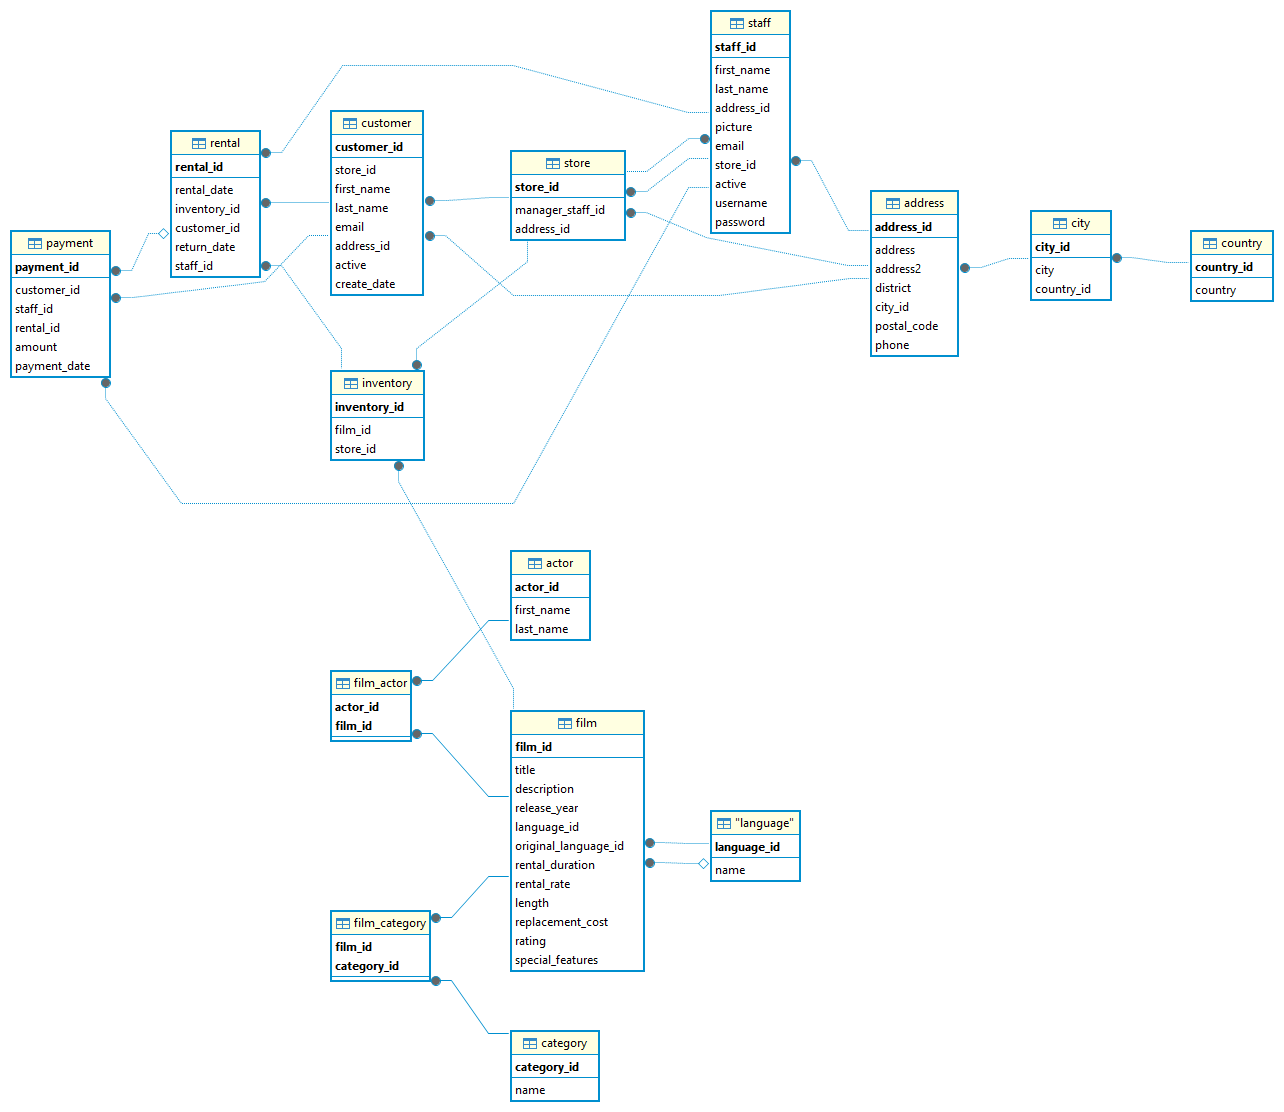 staff
staff_id
first_name
last_name
address_id
picture
email
store_id
active
username
password
customer
customer_id
store_id
first_name
last_name
email
address_id
active
create_date
rental
rental_id
rental_date
inventory_id
customer_id
return_date
staff_id
store
store_id
manager_staff_id
address_id
address
address_id
address
address2
district
city_id
postal_code
phone
city
city_id
city
country_id
country
country_id
country
payment
payment_id
customer_id
staff_id
rental_id
amount
payment_date
inventory
inventory_id
film_id
store_id
actor
actor_id
first_name
last_name
film_actor
actor_id
film_id
film
film_id
title
description
release_year
language_id
original_language_id
rental_duration
rental_rate
length
replacement_cost
rating
special_features
"language"
language_id
name
film_category
film_id
category_id
category
category_id
name